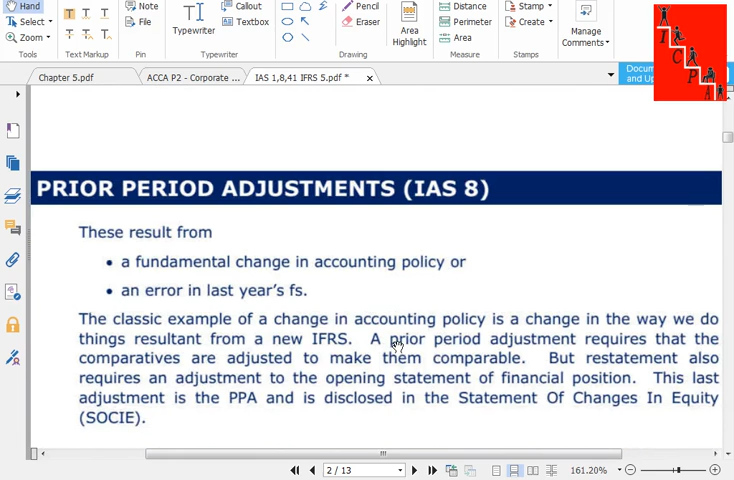 Hand
Select
Zoom
Tools
Text Markup
Note
File
Pin
Typewriter
Callout
Textbox
Typewriter
Pencil
Eraser
Drawing
Area
Highlight
Distance
Perimeter
Area
Measure
Stamp
Create
Stamps
Manage
Comments
I
C
P
A
Chapter 5.pdf
ACCA P2 - Corporate ...
IAS 1,8,41 IFRS 5.pdf *
Docum
and Up
PRIOR PERIOD ADJUSTMENTS (IAS 8)
These result from
• a fundamental change in accounting policy or
• an error in last year's fs.
The classic example of a change in accounting policy is a change in the way we do
things resultant from a new IFRS. A prior period adjustment requires that the
comparatives are adjusted to make them comparable. But restatement also
requires an adjustment to the opening statement of financial position. This last
adjustment is the PPA and is disclosed in the Statement Of Changes In Equity
(SOCIE).
2 / 13
161.20%